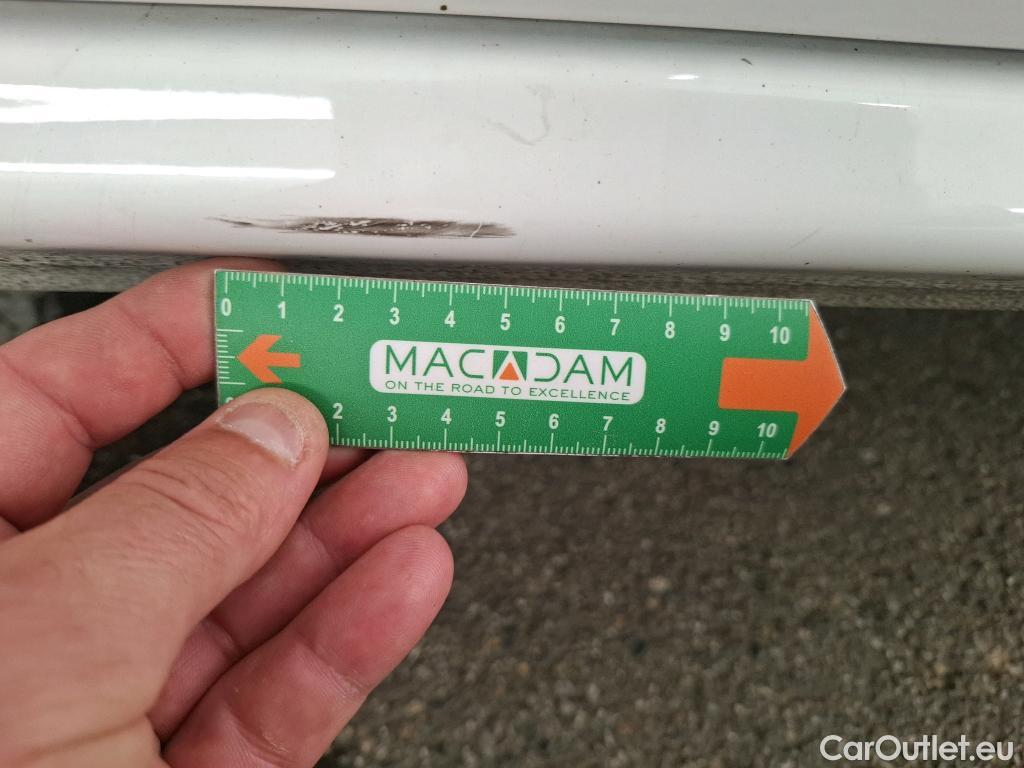 0 1 2 3 4 5 6 7 8 9 10
MACADAM
ON THE ROAD TO EXCELLENCE
2 3 4 5 6 7 8 9 10
CarOutlet.eu